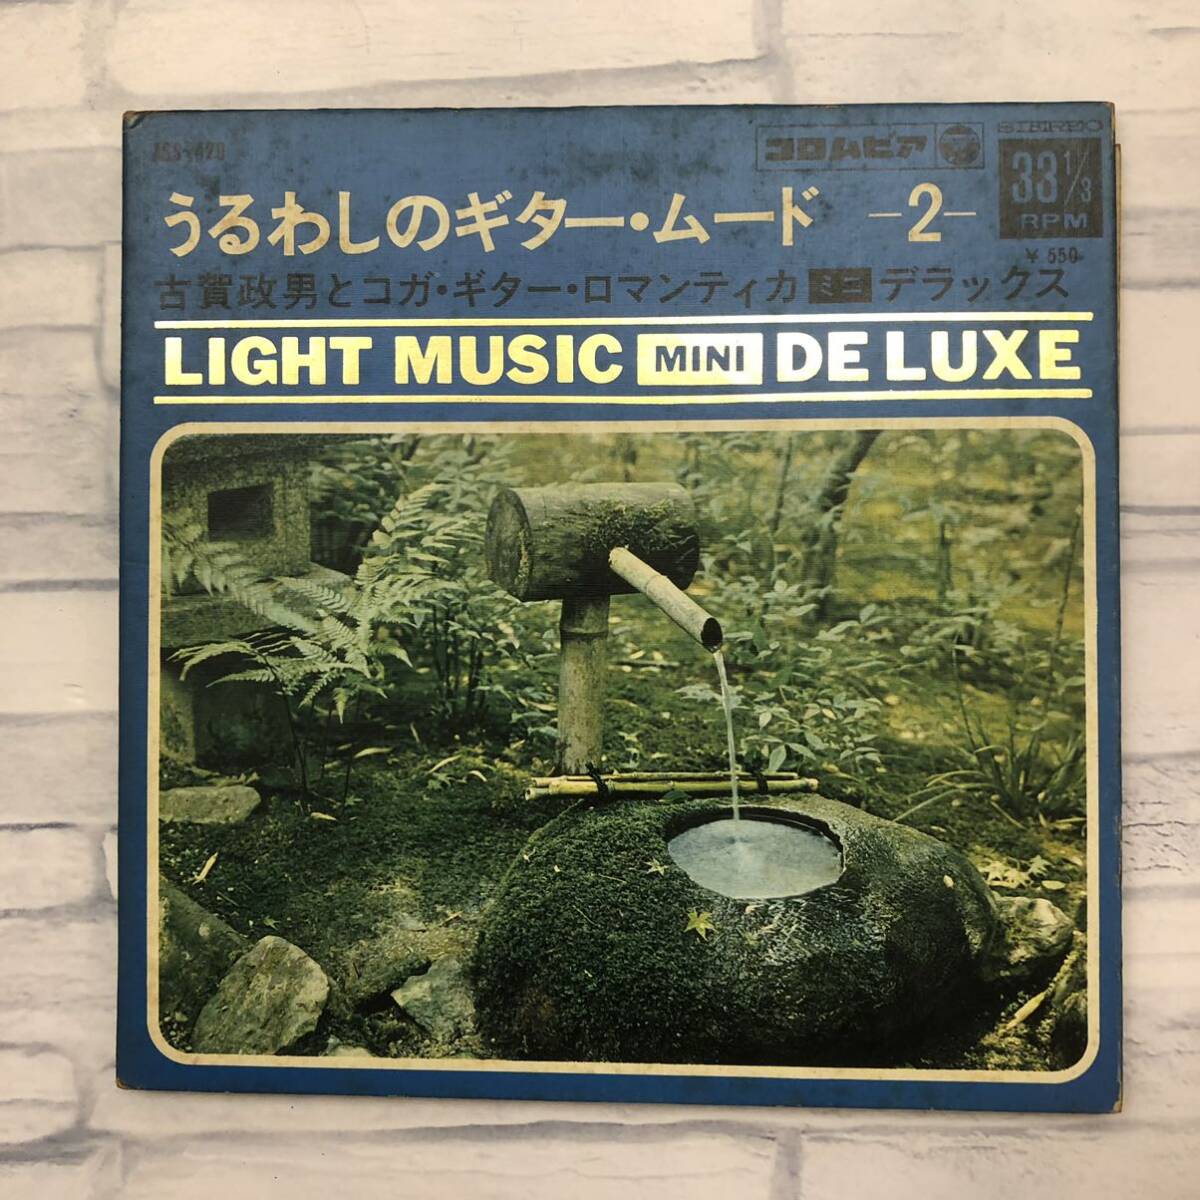 コロムビア
STEREO
33 1/3
RPM
¥ 550
うるわしのギター・ムード -2-
古賀政男とコガ・ギター・ロマンティカ ミニ デラックス
LIGHT MUSIC MINI DE LUXE